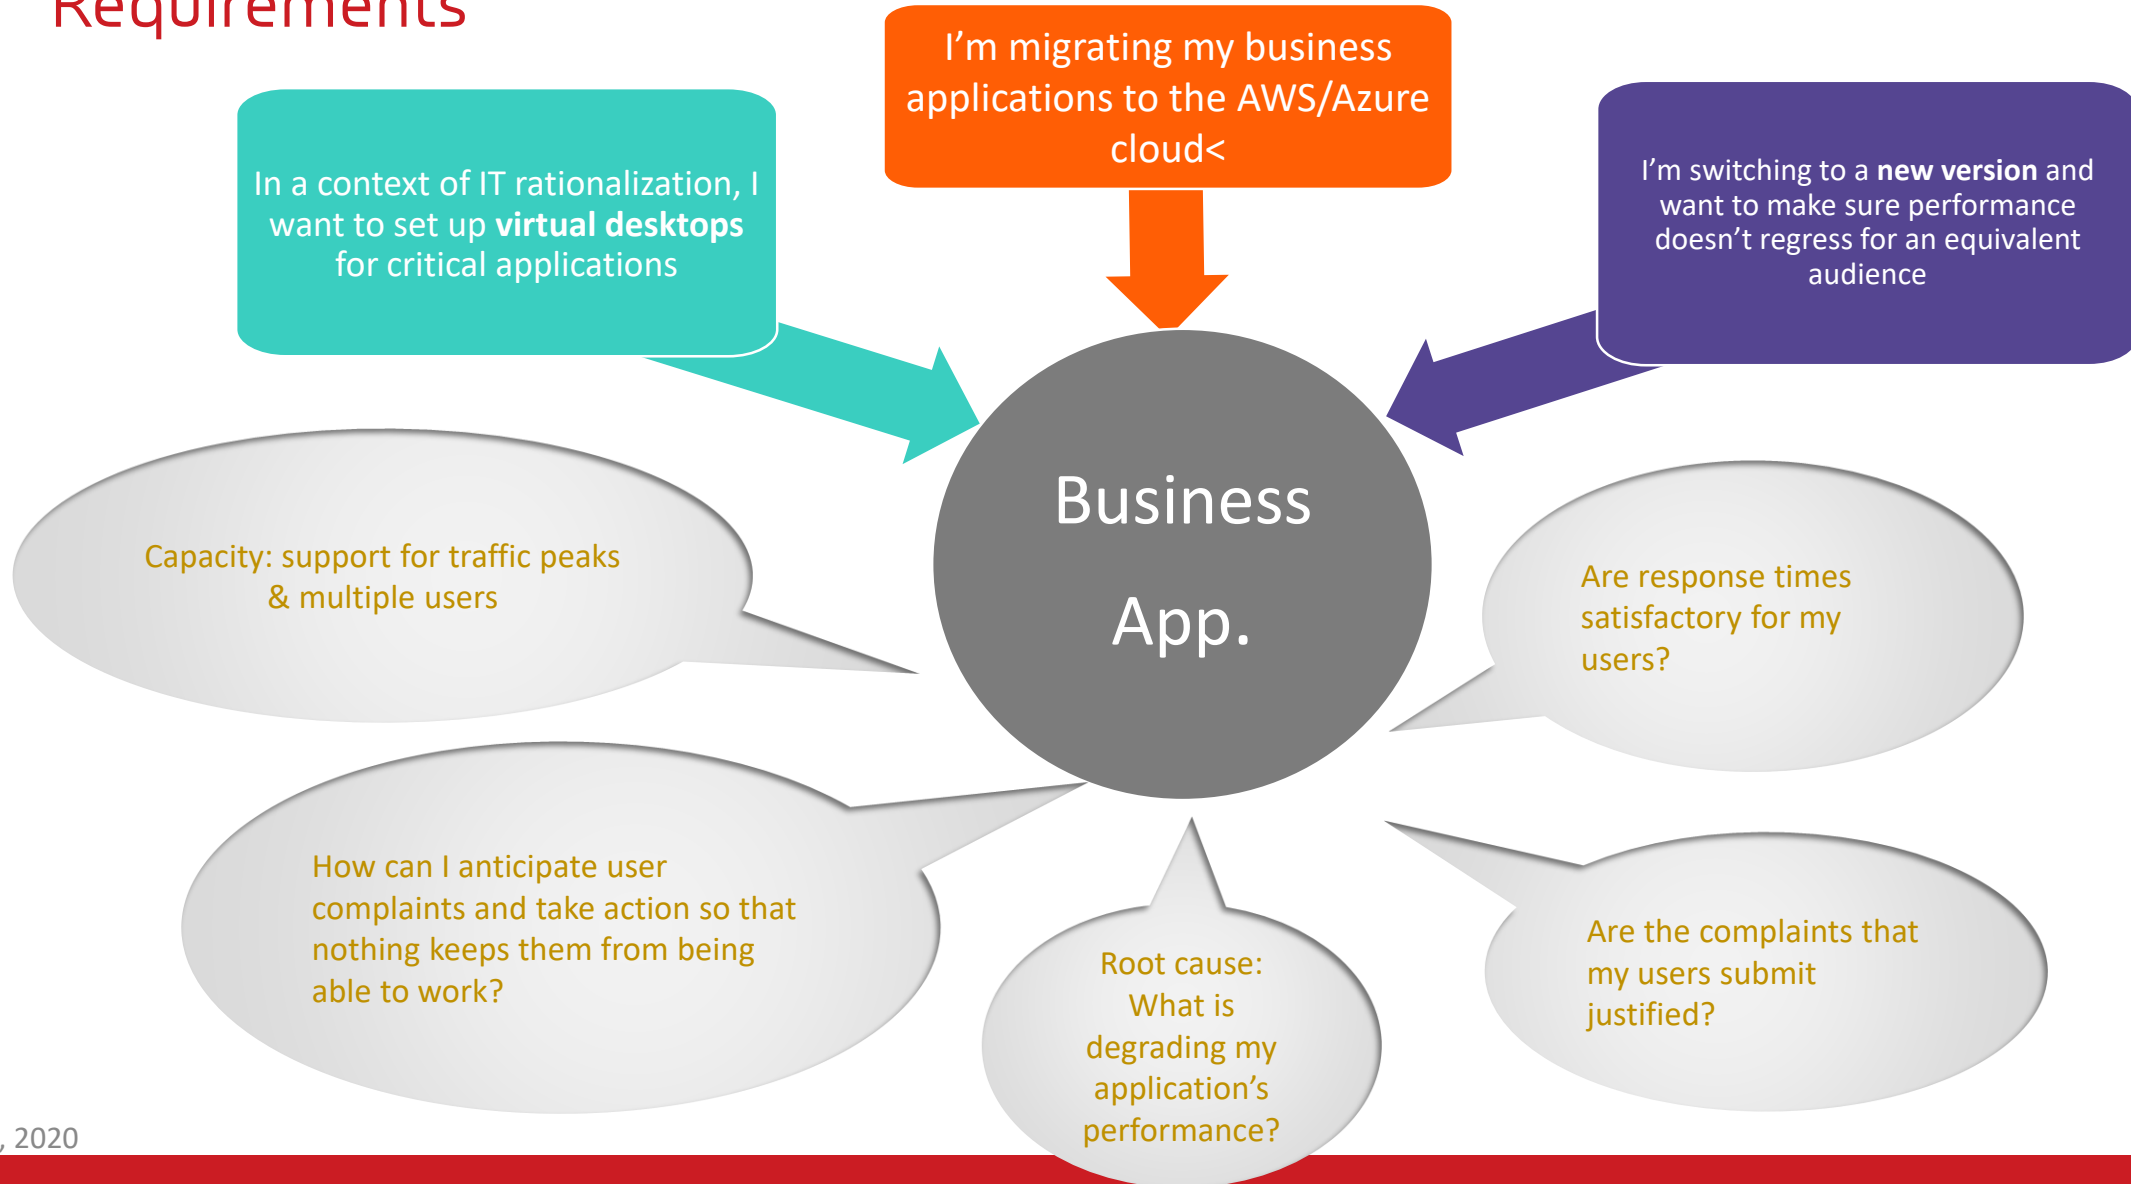 Requirements
I'm migrating my business
applications to the AWS/Azure
cloud<
In a context of IT rationalization, I
want to set up virtual desktops
for critical applications
I'm switching to a new version and
want to make sure performance
doesn't regress for an equivalent
audience
Business
App.
Capacity: support for traffic peaks
& multiple users
Are response times
satisfactory for my
users?
How can I anticipate user
complaints and take action so that
nothing keeps them from being
able to work?
Root cause:
What is
degrading my
application's
performance?
Are the complaints that
my users submit
justified?
, 2020